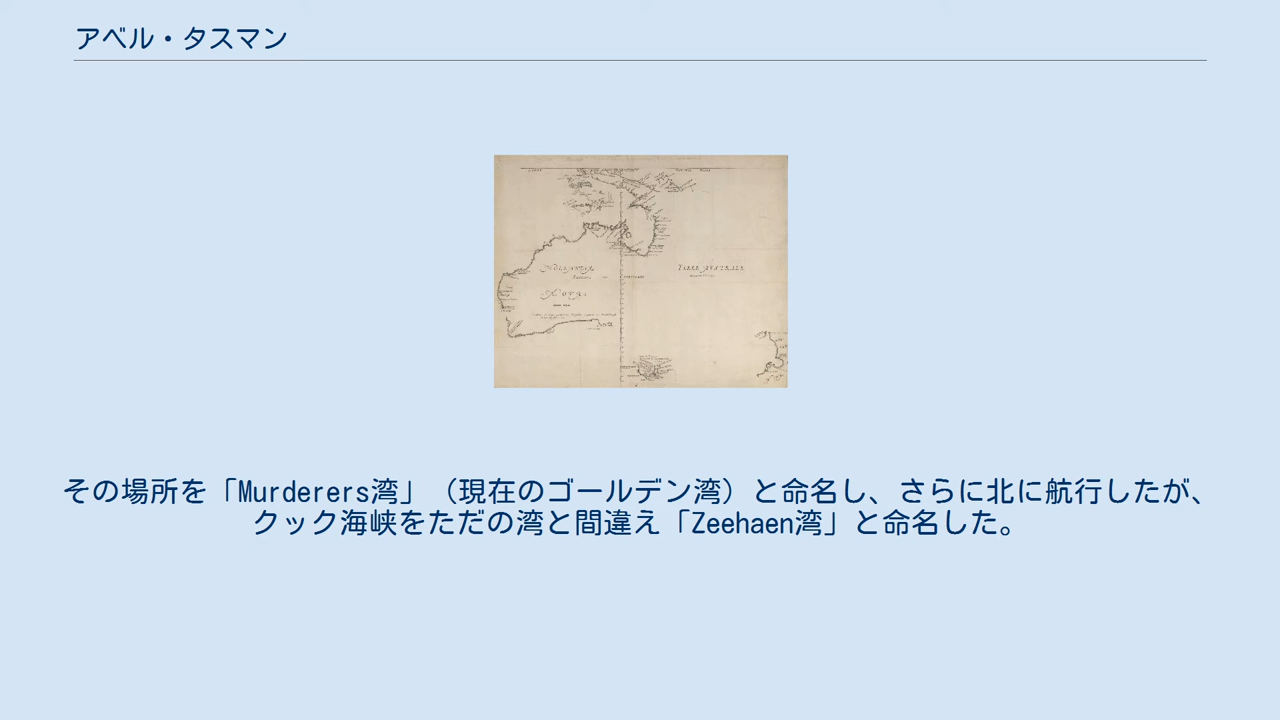 アベル・タスマン
TERRE AVSTRALE
NOVA
その場所を「Murderers湾」（現在のゴールデン湾）と命名し、さらに北に航行したが、
クック海峡をただの湾と間違え「Zeehaen湾」と命名した。